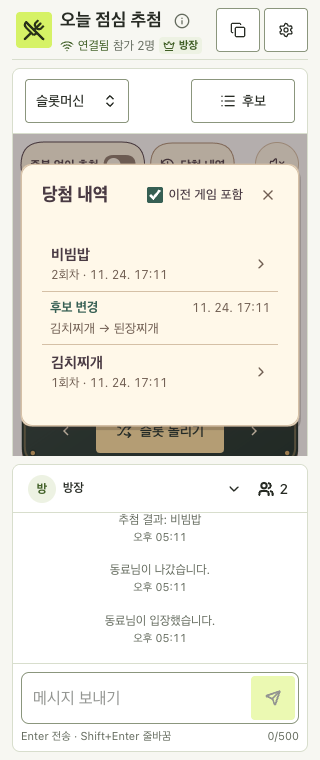 오늘 점심 추첨
연결됨 참가 2명 방장
슬롯머신
후보
당첨 내역
이전 게임 포함
비빔밥
2회차 · 11. 24. 17:11
후보 변경
11. 24. 17:11
김치찌개 → 된장찌개
김치찌개
1회차 · 11. 24. 17:11
슬롯 돌리기
방 방장
2
추첨 결과: 비빔밥
오후 05:11
동료님이 나갔습니다.
오후 05:11
동료님이 입장했습니다.
오후 05:11
메시지 보내기
Enter 전송 · Shift+Enter 줄바꿈
0/500